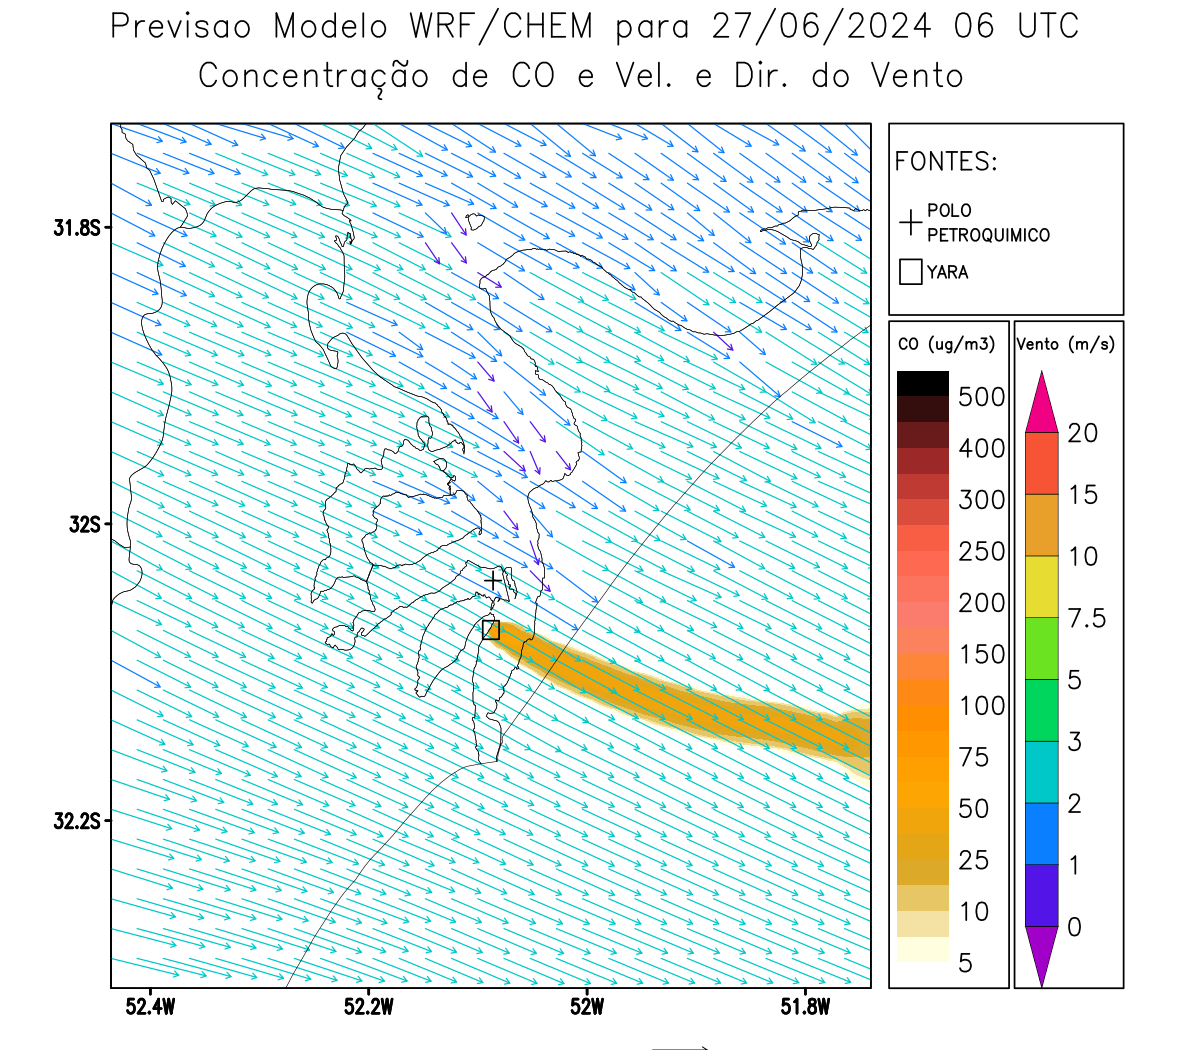 Previsao Modelo WRF/CHEM para 27/06/2024 06 UTC
Concentração de CO e Vel. e Dir. do Vento
FONTES:
POLO
PETROQUIMICO
YARA
CO (ug/m3)
500
400
300
250
200
150
100
75
50
25
10
5
Vento (m/s)
20
15
10
7.5
5
3
2
1
0
31.8S
32S
32.2S
52.4W
52.2W
52W
51.8W